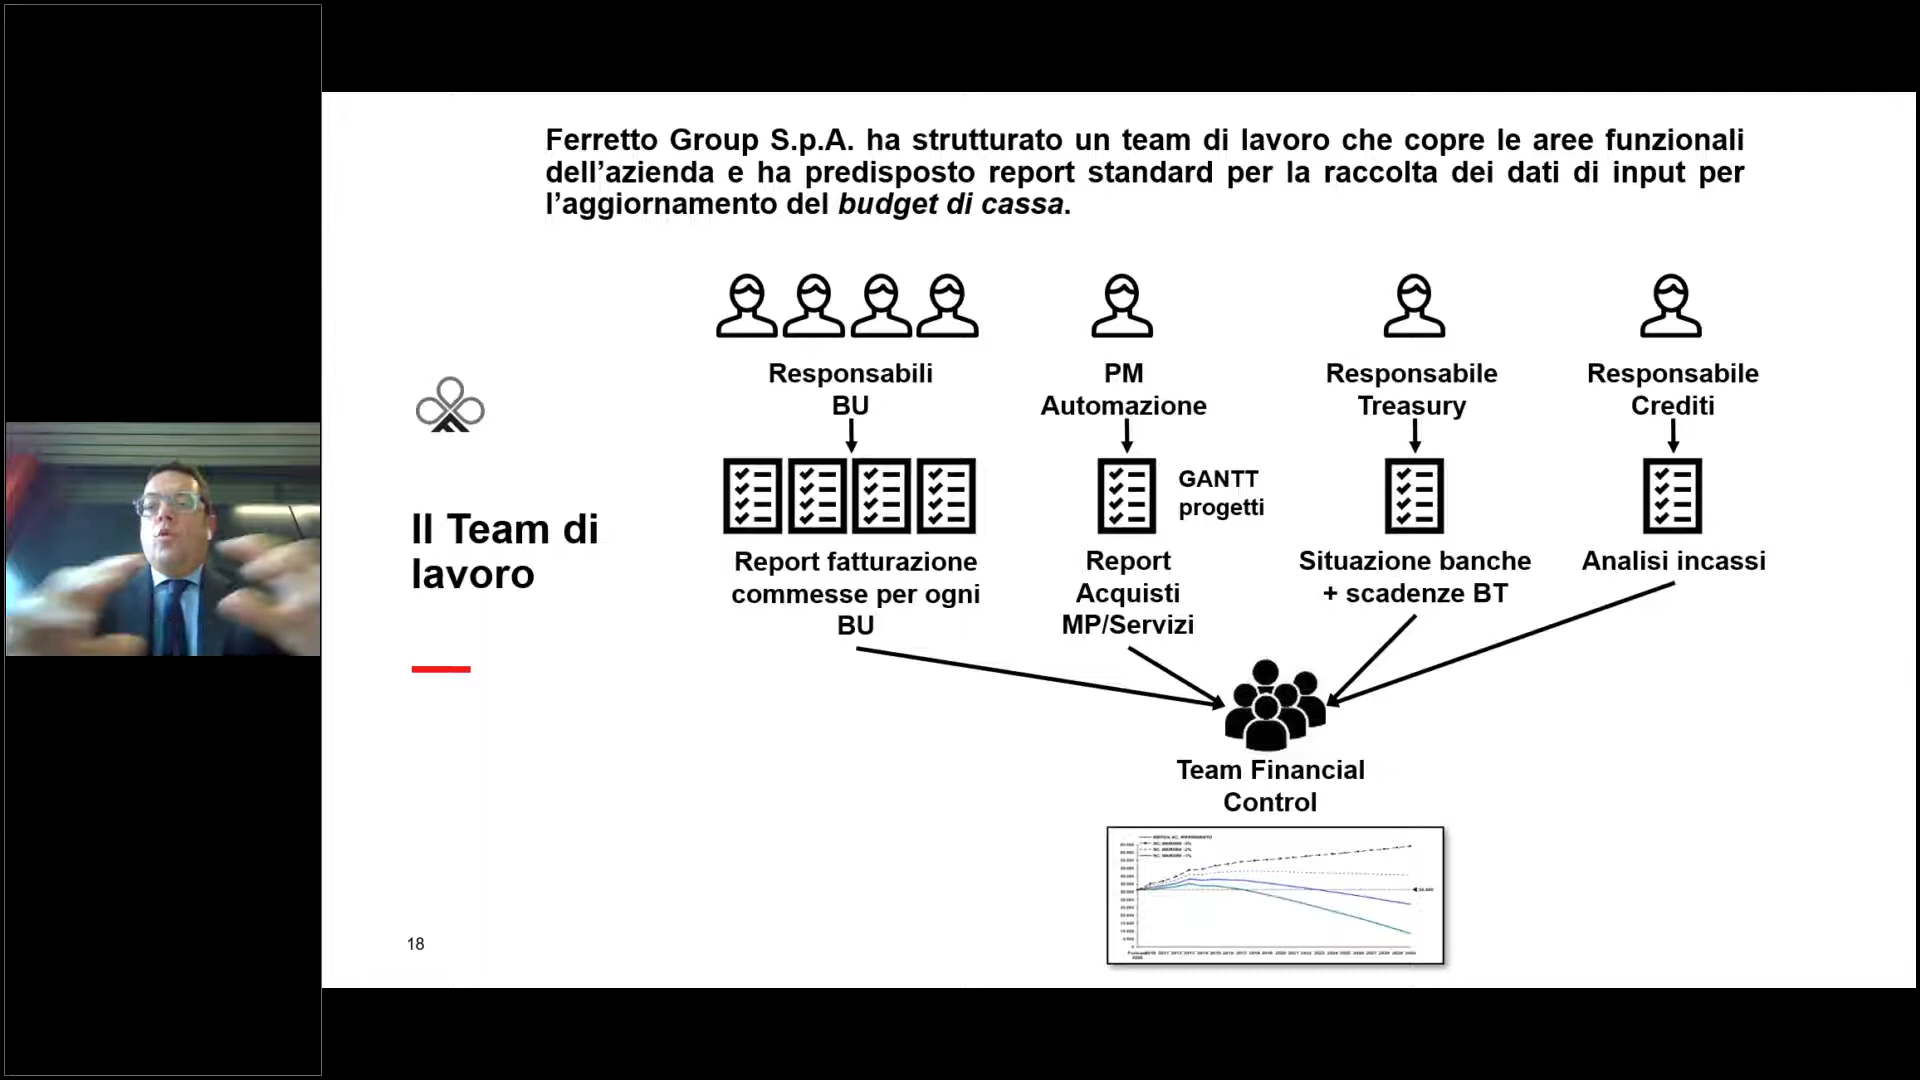 Ferretto Group S.p.A. ha strutturato un team di lavoro che copre le aree funzionali
dell’azienda e ha predisposto report standard per la raccolta dei dati di input per
l’aggiornamento del budget di cassa.
Il Team di
lavoro
Responsabili
BU
PM
Automazione
Responsabile
Treasury
Responsabile
Crediti
GANTT
progetti
Report fatturazione
commesse per ogni
BU
Report
Acquisti
MP/Servizi
Situazione banche
+ scadenze BT
Analisi incassi
Team Financial
Control
18